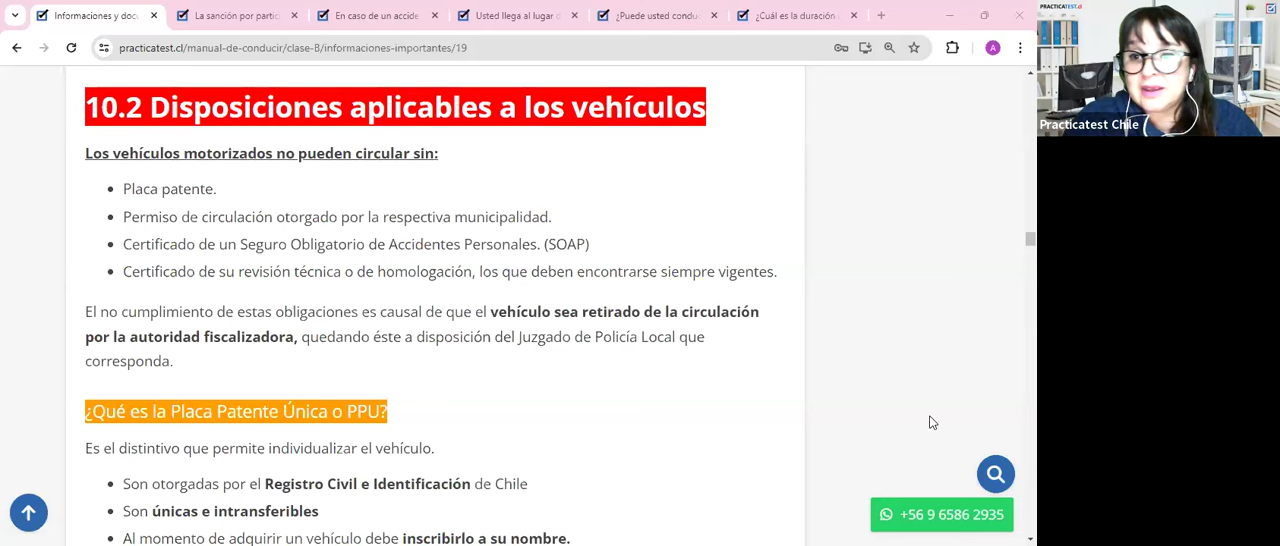 Informaciones y doc
La sanción por partici
En caso de un accide
Usted llega al lugar d
¿Puede usted condu
¿Cuál es la duración
practicatest.cl/manual-de-conducir/clase-B/informaciones-importantes/19
A
PRACTICATEST.CL
Practicatest Chile
10.2 Disposiciones aplicables a los vehículos
Los vehículos motorizados no pueden circular sin:
Placa patente.
Permiso de circulación otorgado por la respectiva municipalidad.
Certificado de un Seguro Obligatorio de Accidentes Personales. (SOAP)
Certificado de su revisión técnica o de homologación, los que deben encontrarse siempre vigentes.
El no cumplimiento de estas obligaciones es causal de que el vehículo sea retirado de la circulación
por la autoridad fiscalizadora, quedando éste a disposición del Juzgado de Policía Local que
corresponda.
¿Qué es la Placa Patente Única o PPU?
Es el distintivo que permite individualizar el vehículo.
Son otorgadas por el Registro Civil e Identificación de Chile
Son únicas e intransferibles
Al momento de adquirir un vehículo debe inscribirlo a su nombre.
+56 9 6586 2935